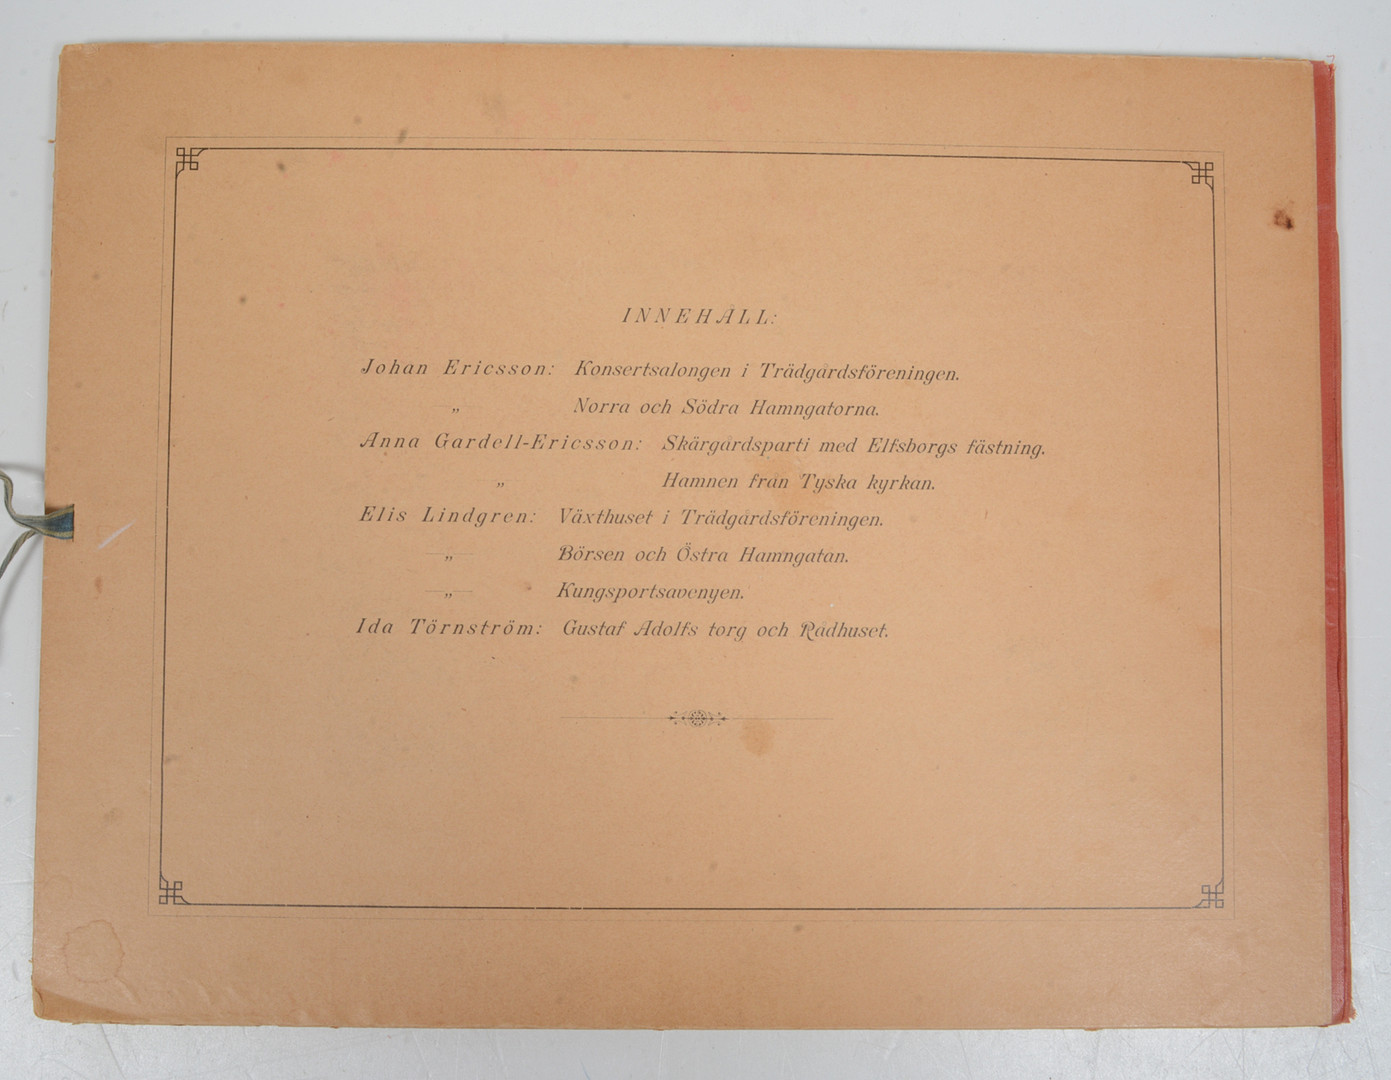 INNEHÅLL:
Johan Ericsson: Konsertsalongen i Trädgårdsföreningen.
„ Norra och Södra Hamngatorna.
Anna Gardell-Ericsson: Skärgårdsparti med Elfsborgs fästning.
„ Hamnen från Tyska kyrkan.
Elis Lindgren: Växthuset i Trädgårdsföreningen.
„ Börsen och Östra Hamngatan.
„ Kungsportsavenyen.
Ida Törnström: Gustaf Adolfs torg och Rådhuset.